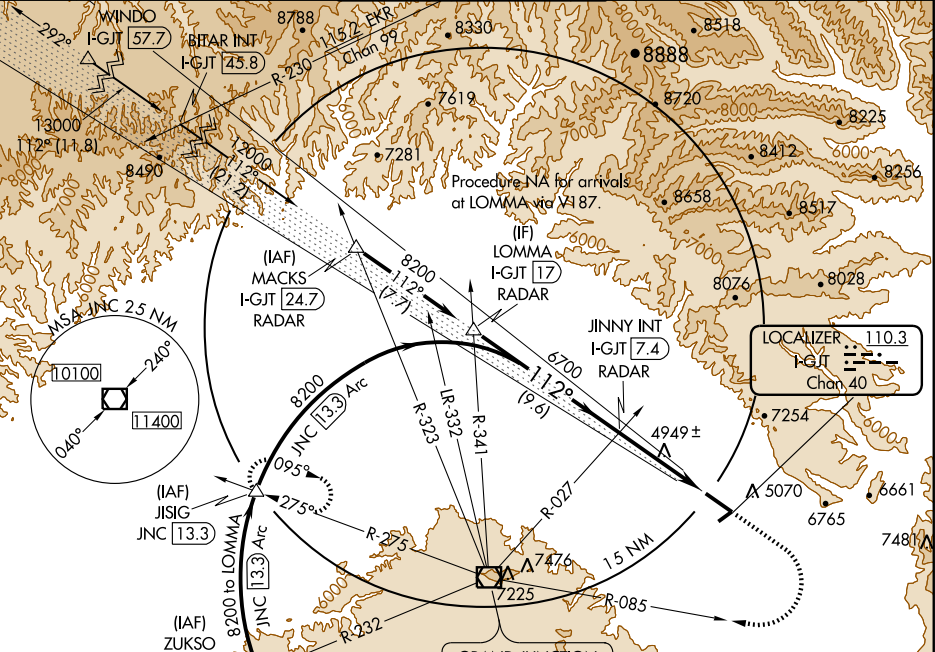 WINDO
I-GJT 57.7
292°
BITAR INT
I-GJT 45.8
8788
115.2 EKR
Chan 99
R-230
8330
8518
8888
7619
8720
6000
8225
13000
112° (11.8)
12000
112°
(21.2)
8490
7281
8412
8256
Procedure NA for arrivals
at LOMMA via V187.
8658
8517
6000
(IAF)
MACKS
I-GJT 24.7
RADAR
8200
112°
(7.7)
(IF)
LOMMA
I-GJT 17
RADAR
8076
8028
MSA JNC 25 NM
240°
10100
11400
040°
JINNY INT
I-GJT 7.4
RADAR
6700
112°
(9.6)
LOCALIZER 110.3
I-GJT
Chan 40
8200
JNC 13.3 Arc
R-323
LR-332
R-341
4949 ±
7254
6000
095°
275°
(IAF)
JISIG
JNC 13.3
R-027
5070
6661
6765
R-275
7481
8200 to LOMMA
JNC 13.3 Arc
7476
7225
15 NM
R-085
R-232
(IAF)
ZUKSO